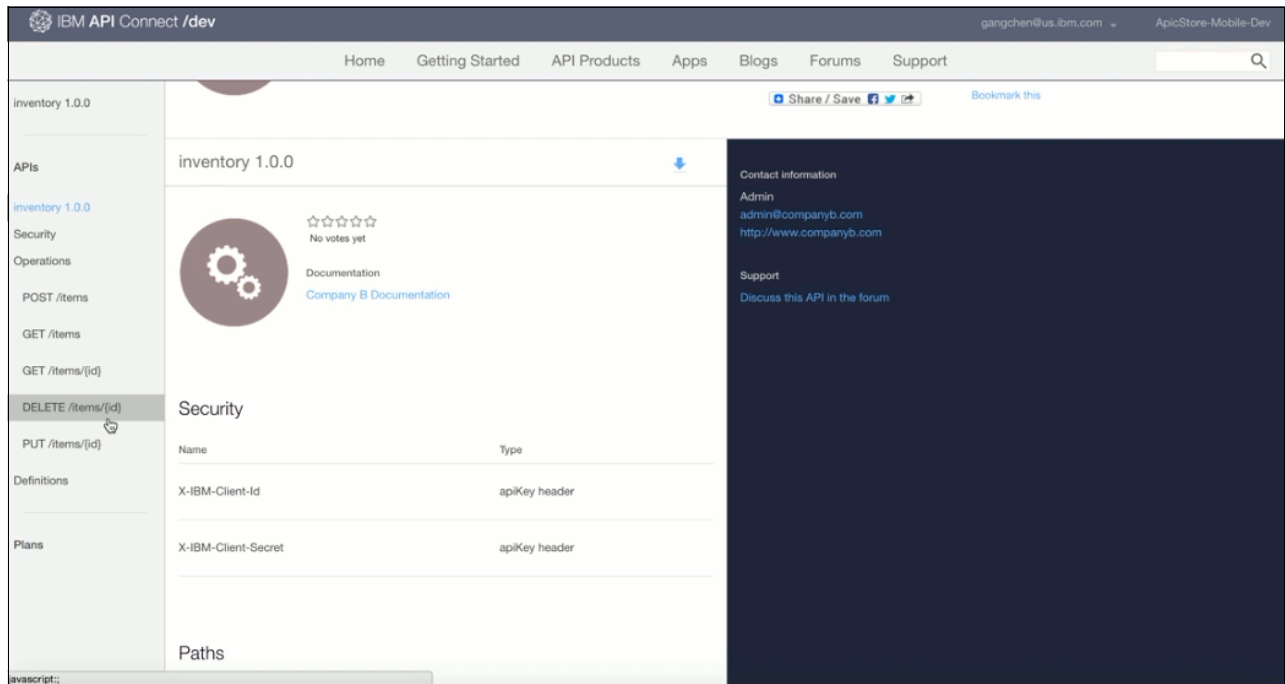 IBM API Connect /dev
gangchen@us.ibm.com
ApicStore-Mobile-Dev
Home Getting Started API Products Apps Blogs Forums Support
inventory 1.0.0
Share / Save
Bookmark this
APIs
inventory 1.0.0
Security
Operations
POST /items
GET /items
GET /items/{id}
DELETE /items/{id}
PUT /items/{id}
Definitions
Plans
inventory 1.0.0
No votes yet
Documentation
Company B Documentation
Security
Name Type
X-IBM-Client-Id apiKey header
X-IBM-Client-Secret apiKey header
Paths
Contact information
Admin
admin@companyb.com
http://www.companyb.com
Support
Discuss this API in the forum
javascript:;